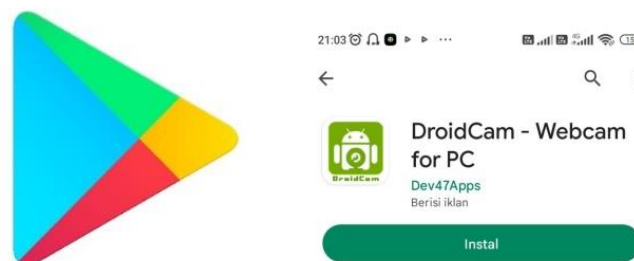 21:03
DroidCam - Webcam
for PC
Dev47Apps
Berisi iklan
Instal
DroidCam